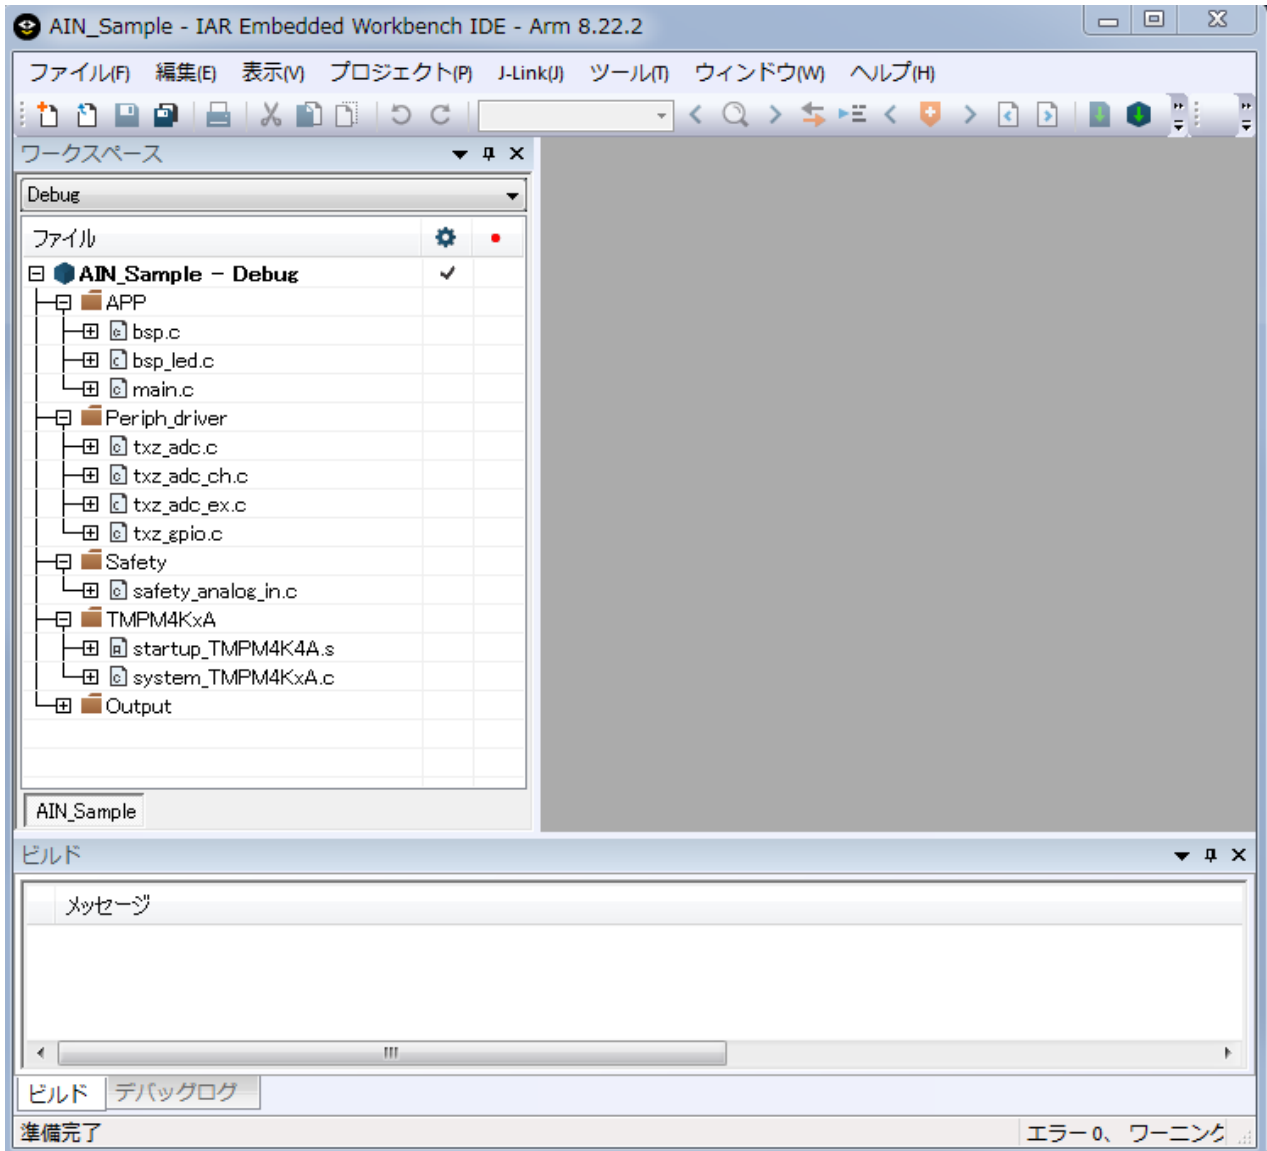 AIN_Sample - IAR Embedded Workbench IDE - Arm 8.22.2
ファイル(F) 編集(E) 表示(V) プロジェクト(P) J-Link(J) ツール(T) ウィンドウ(W) ヘルプ(H)
ワークスペース
Debug
ファイル
AIN_Sample - Debug
APP
bsp.c
bsp_led.c
main.c
Periph_driver
txz_adc.c
txz_adc_ch.c
txz_adc_ex.c
txz_gpio.c
Safety
safety_analog_in.c
TMPM4KxA
startup_TMPM4K4A.s
system_TMPM4KxA.c
Output
AIN_Sample
ビルド
メッセージ
ビルド デバッグログ
準備完了 エラー 0、 ワーニング